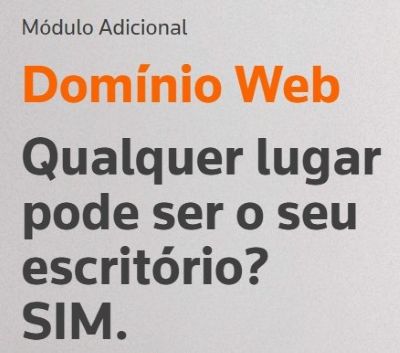 Módulo Adicional
Domínio Web
Qualquer lugar
pode ser o seu
escritório?
SIM.